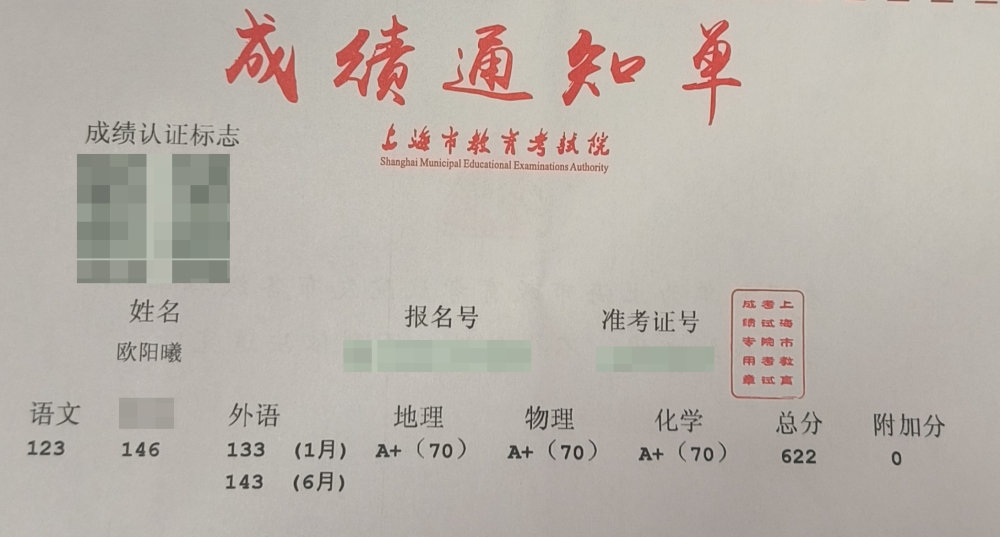 成绩通知单
上海市教育考试院
Shanghai Municipal Educational Examinations Authority
成绩认证标志
姓名 报名号 准考证号
欧阳曦
上海市教育
考试院考试
成绩专用章
语文 外语 地理 物理 化学 总分 附加分
123 146 133 (1月) A+（70） A+（70） A+（70） 622 0
143 (6月)